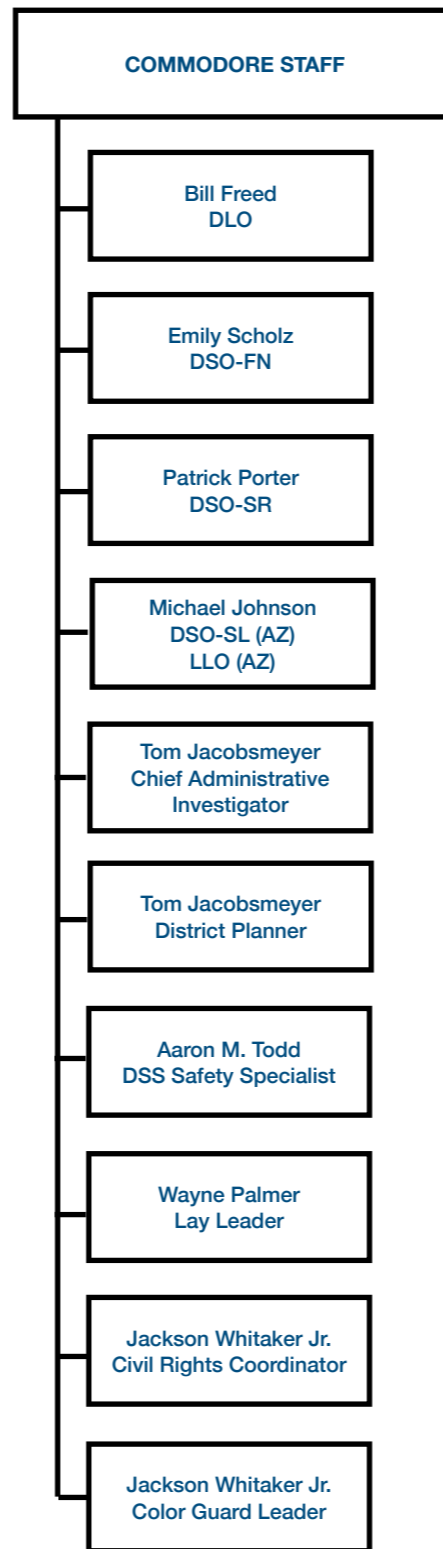 COMMODORE STAFF
Bill Freed
DLO
Emily Scholz
DSO-FN
Patrick Porter
DSO-SR
Michael Johnson
DSO-SL (AZ)
LLO (AZ)
Tom Jacobsmeyer
Chief Administrative
Investigator
Tom Jacobsmeyer
District Planner
Aaron M. Todd
DSS Safety Specialist
Wayne Palmer
Lay Leader
Jackson Whitaker Jr.
Civil Rights Coordinator
Jackson Whitaker Jr.
Color Guard Leader